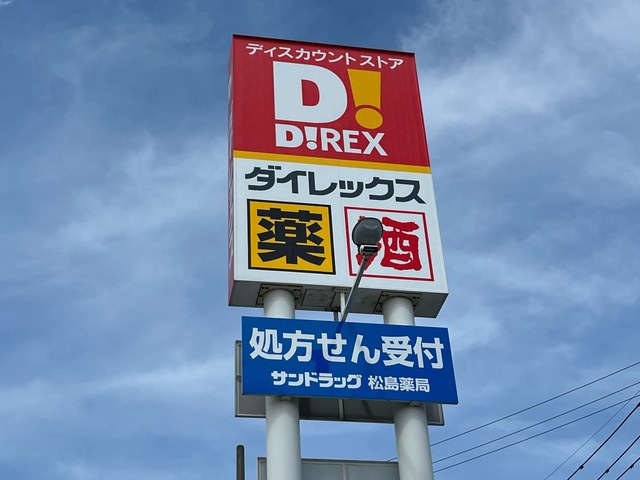 ディスカウント ストア
D!
D!REX
ダイレックス
薬 酒
処方せん受付
サンドラッグ 松島薬局